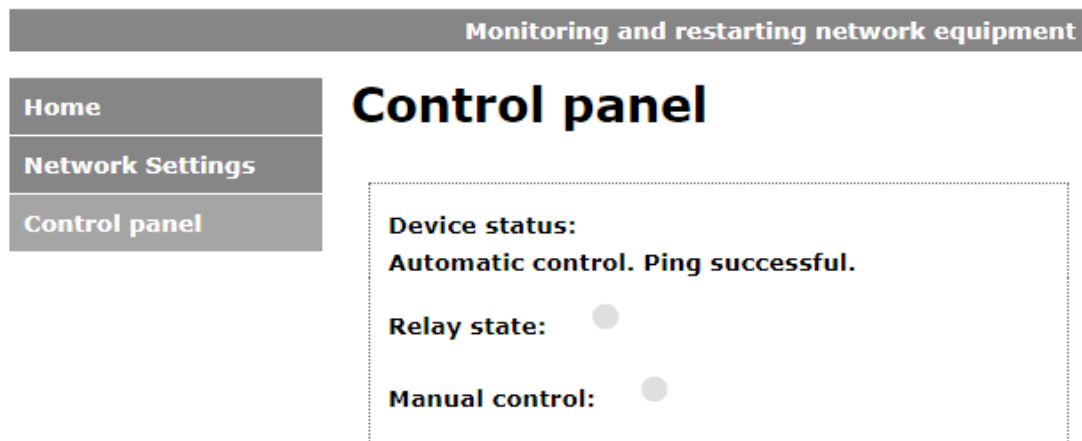 Monitoring and restarting network equipment
Home
Network Settings
Control panel
Control panel
Device status:
Automatic control. Ping successful.
Relay state:
Manual control: